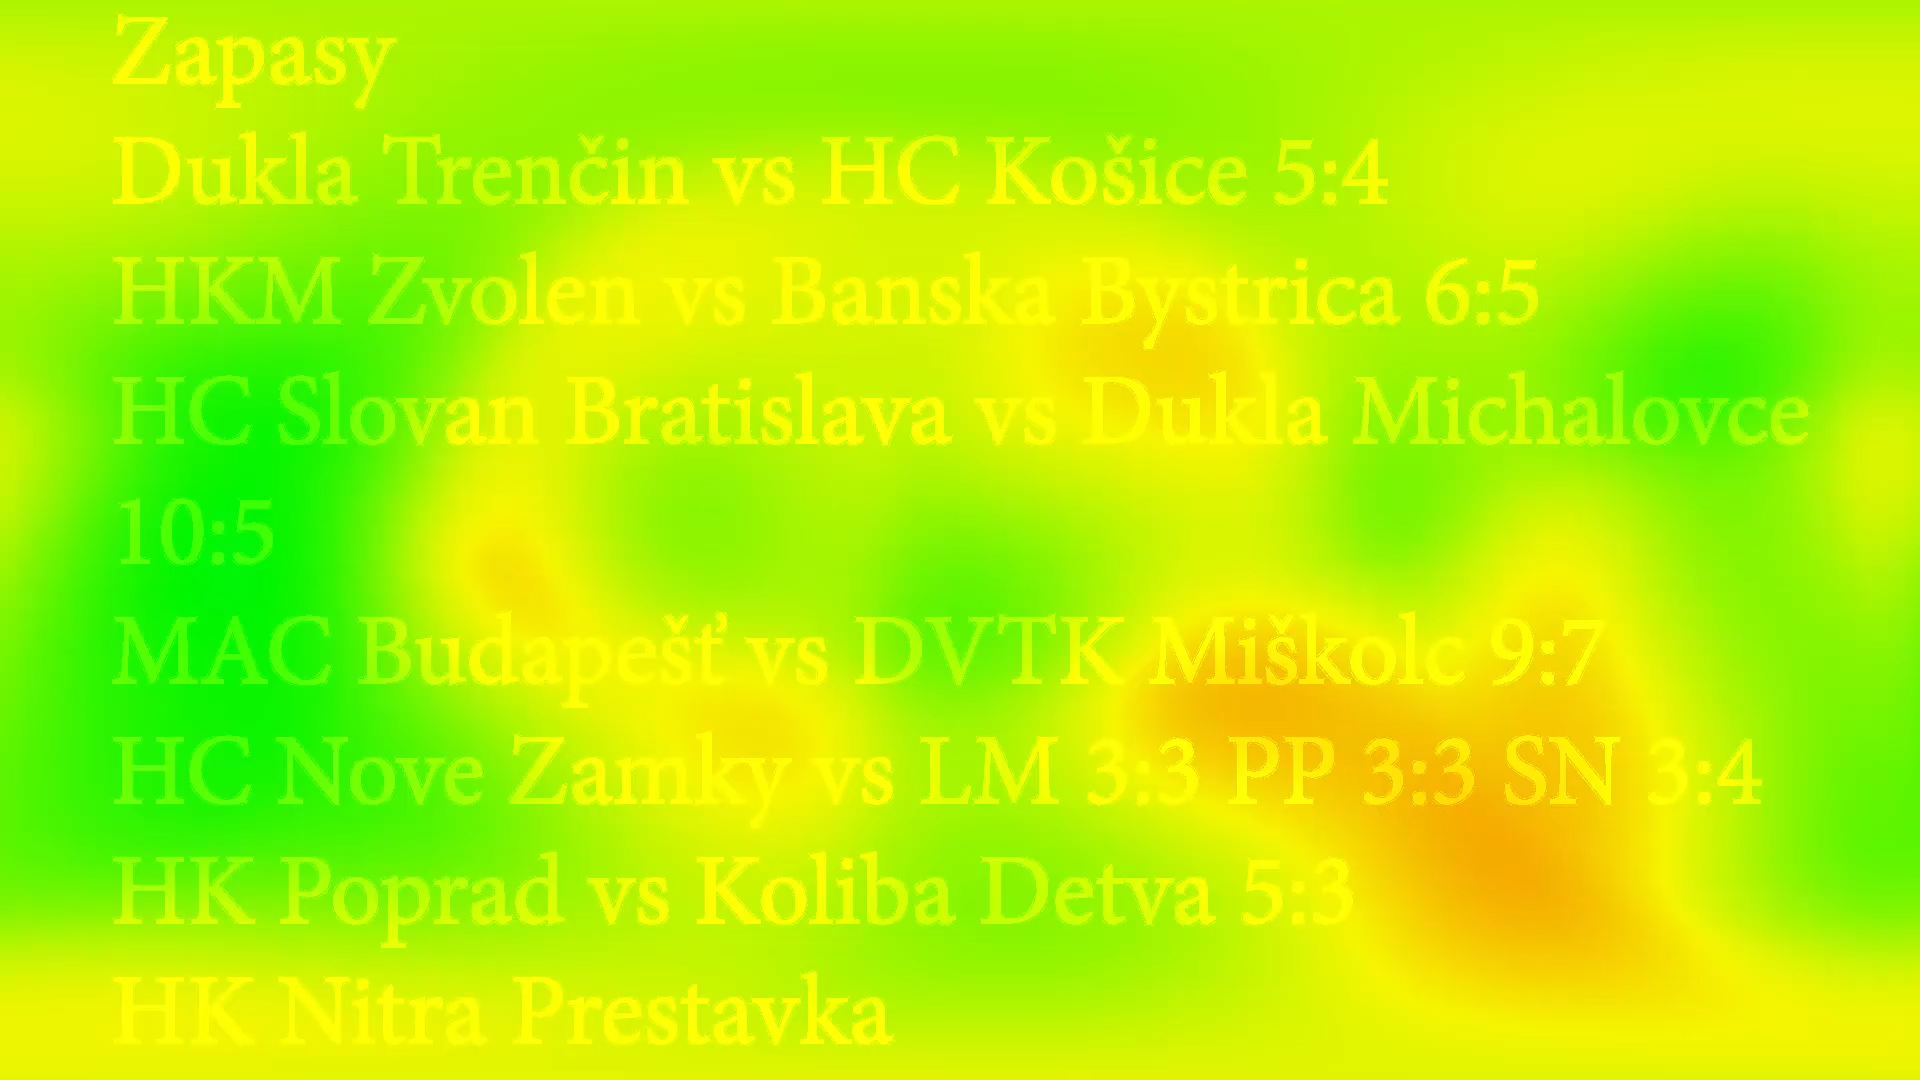 Zapasy
Dukla Trenčin vs HC Košice 5:4
HKM Zvolen vs Banska Bystrica 6:5
HC Slovan Bratislava vs Dukla Michalovce
10:5
MAC Budapešť vs DVTK Miškolc 9:7
HC Nove Zamky vs LM 3:3 PP 3:3 SN 3:4
HK Poprad vs Koliba Detva 5:3
HK Nitra Prestavka